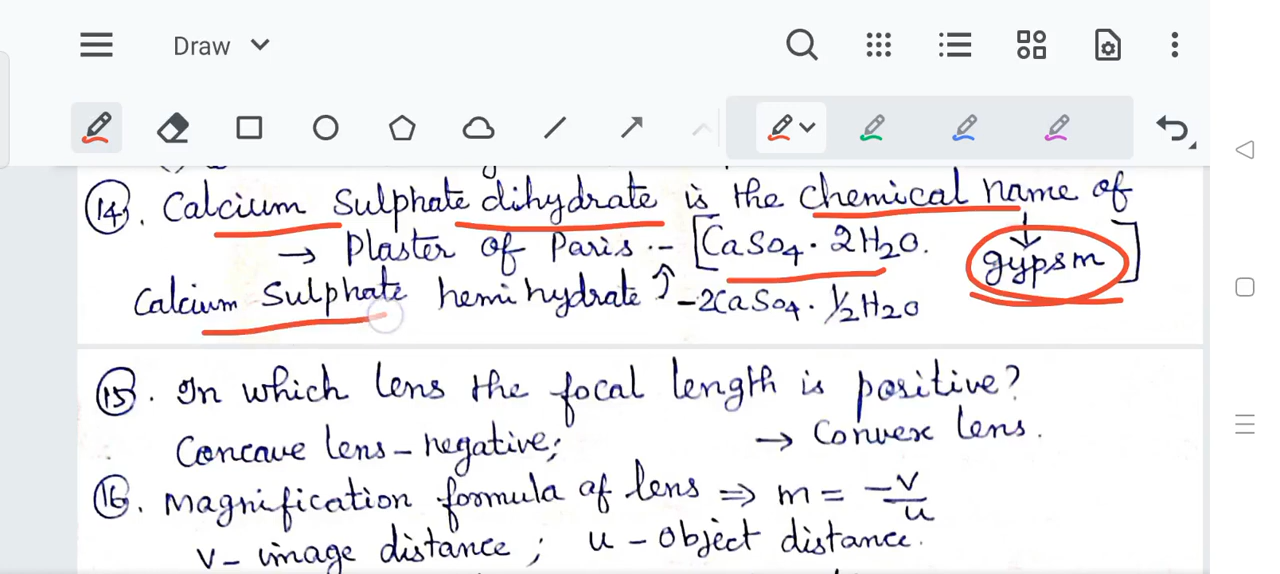 Draw
14. Calcium Sulphate dihydrate is the chemical name of
→ Plaster of Paris :- [CaSO4 · 2H2O. gypsm]
Calcium Sulphate hemihydrate ↑ - 2CaSO4 · 1/2H2O
15. In which lens the focal length is positive?
Concave lens - negative; → Convex lens.
16. Magnification formula of lens ⇒ m = -v/u
v - image distance ; u - object distance.